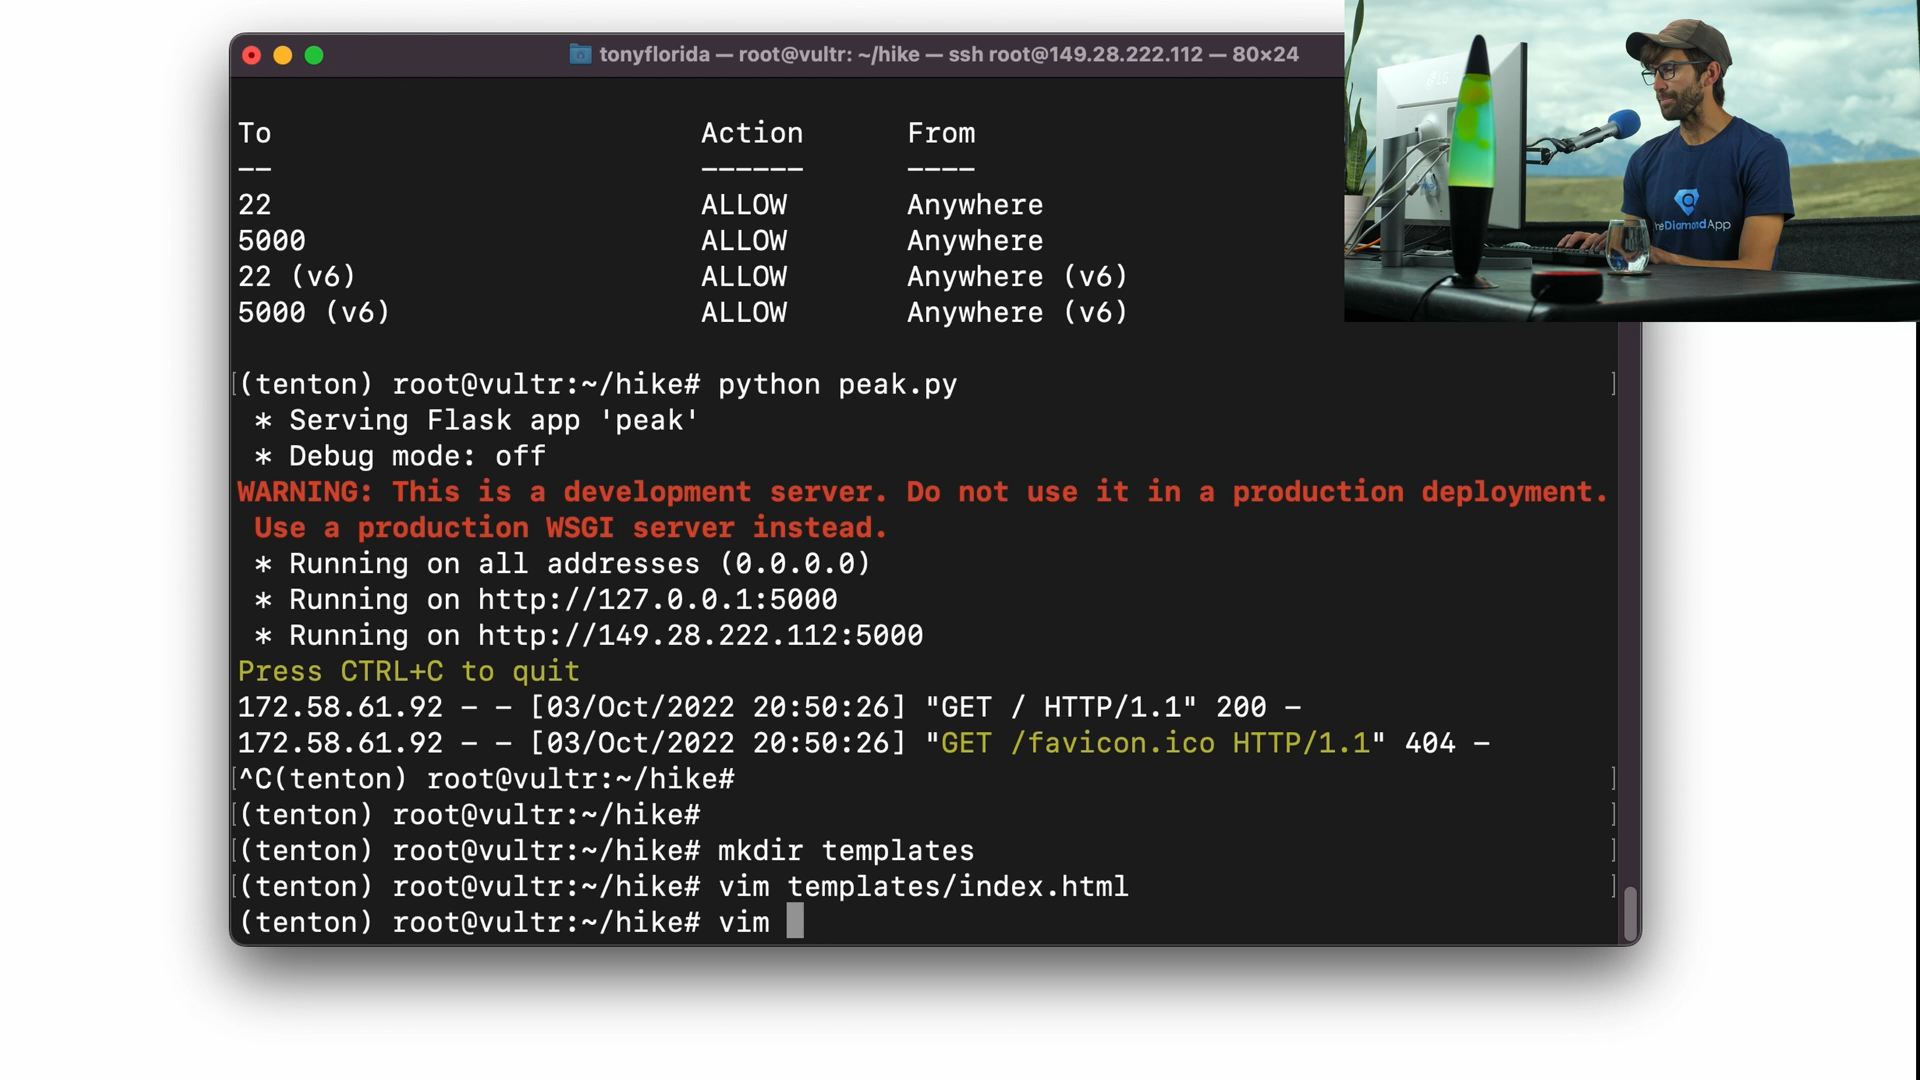 tonyflorida — root@vultr: ~/hike — ssh root@149.28.222.112 — 80×24
To Action From
-- ------ ----
22 ALLOW Anywhere
5000 ALLOW Anywhere
22 (v6) ALLOW Anywhere (v6)
5000 (v6) ALLOW Anywhere (v6)
[(tenton) root@vultr:~/hike# python peak.py ]
* Serving Flask app 'peak'
* Debug mode: off
WARNING: This is a development server. Do not use it in a production deployment.
Use a production WSGI server instead.
* Running on all addresses (0.0.0.0)
* Running on http://127.0.0.1:5000
* Running on http://149.28.222.112:5000
Press CTRL+C to quit
172.58.61.92 - - [03/Oct/2022 20:50:26] "GET / HTTP/1.1" 200 -
172.58.61.92 - - [03/Oct/2022 20:50:26] "GET /favicon.ico HTTP/1.1" 404 -
[^C(tenton) root@vultr:~/hike# ]
[(tenton) root@vultr:~/hike# ]
[(tenton) root@vultr:~/hike# mkdir templates ]
[(tenton) root@vultr:~/hike# vim templates/index.html ]
(tenton) root@vultr:~/hike# vim
heDiamondApp